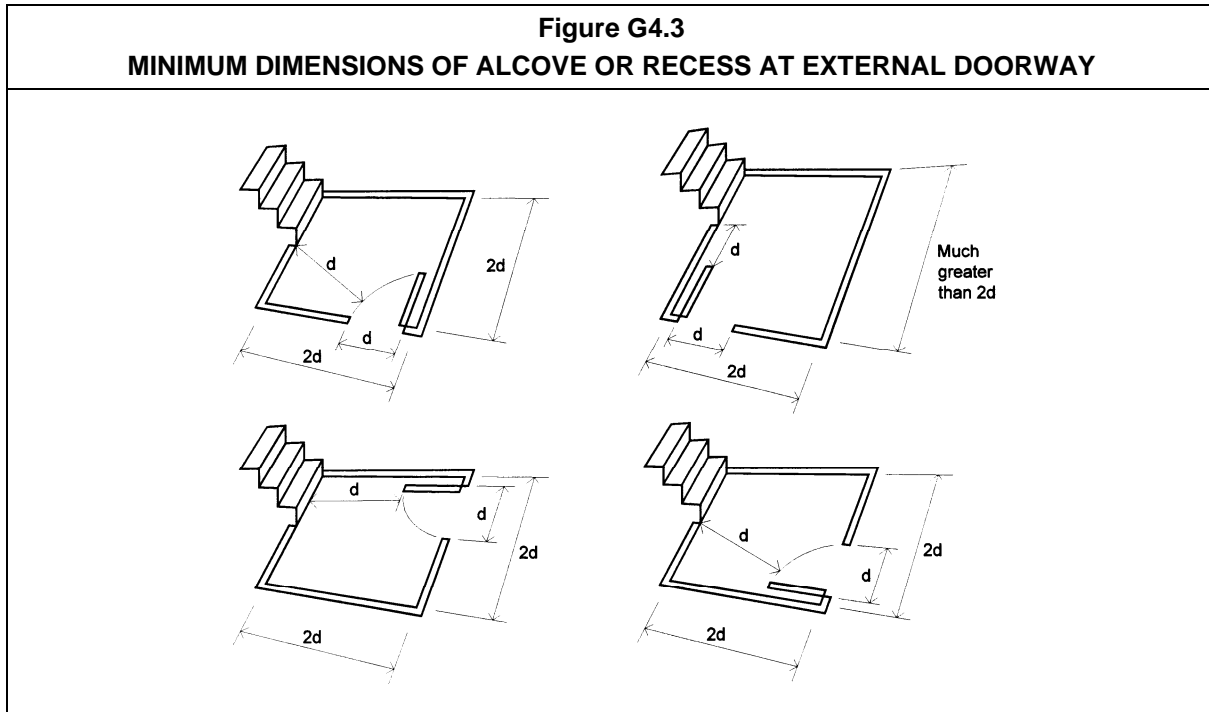 Figure G4.3
MINIMUM DIMENSIONS OF ALCOVE OR RECESS AT EXTERNAL DOORWAY
d
2d
d
2d
d
Much
greater
than 2d
d
2d
d
d
2d
2d
d
2d
d
2d